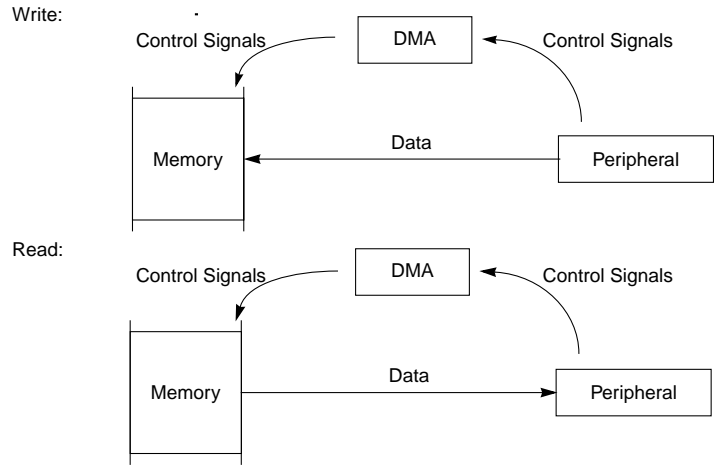 Write:
Control Signals
DMA
Control Signals
Memory
Data
Peripheral
Read:
Control Signals
DMA
Control Signals
Memory
Data
Peripheral